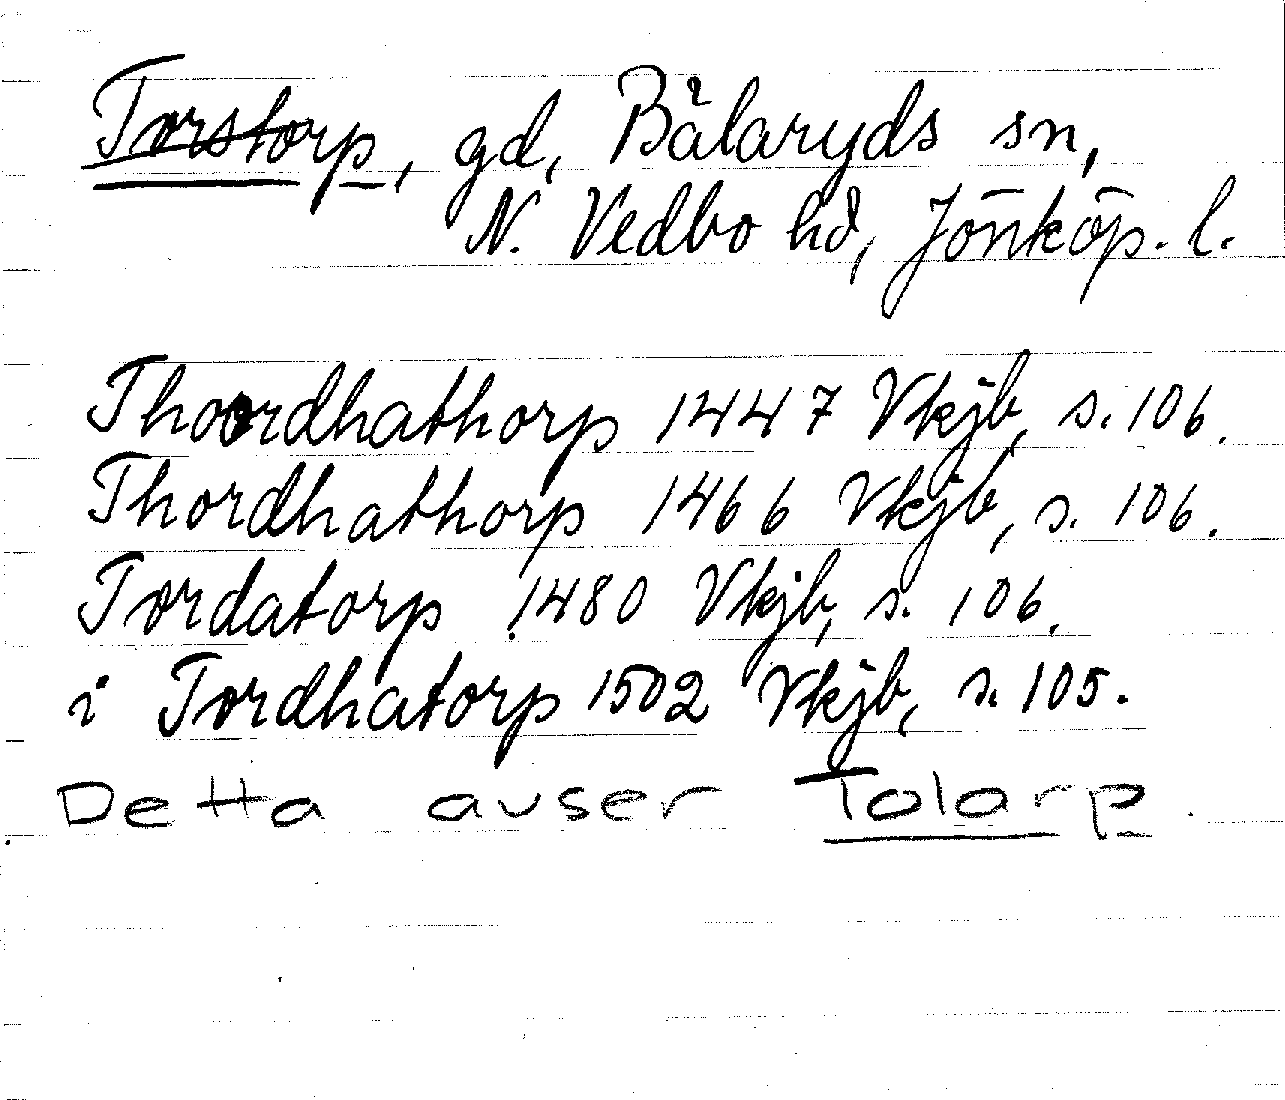 Torstorp, gd, Bälaryds sn,
N. Vedbo hd, Jönköp. l.
Thordhathorp 1447 Vkjb, s. 106.
Thordhathorp 1466 Vkjb, s. 106.
Tordatorp 1480 Vkjb, s. 106.
i Tordhatorp 1502 Vkjb, s. 105.
Detta avser Tolarp.